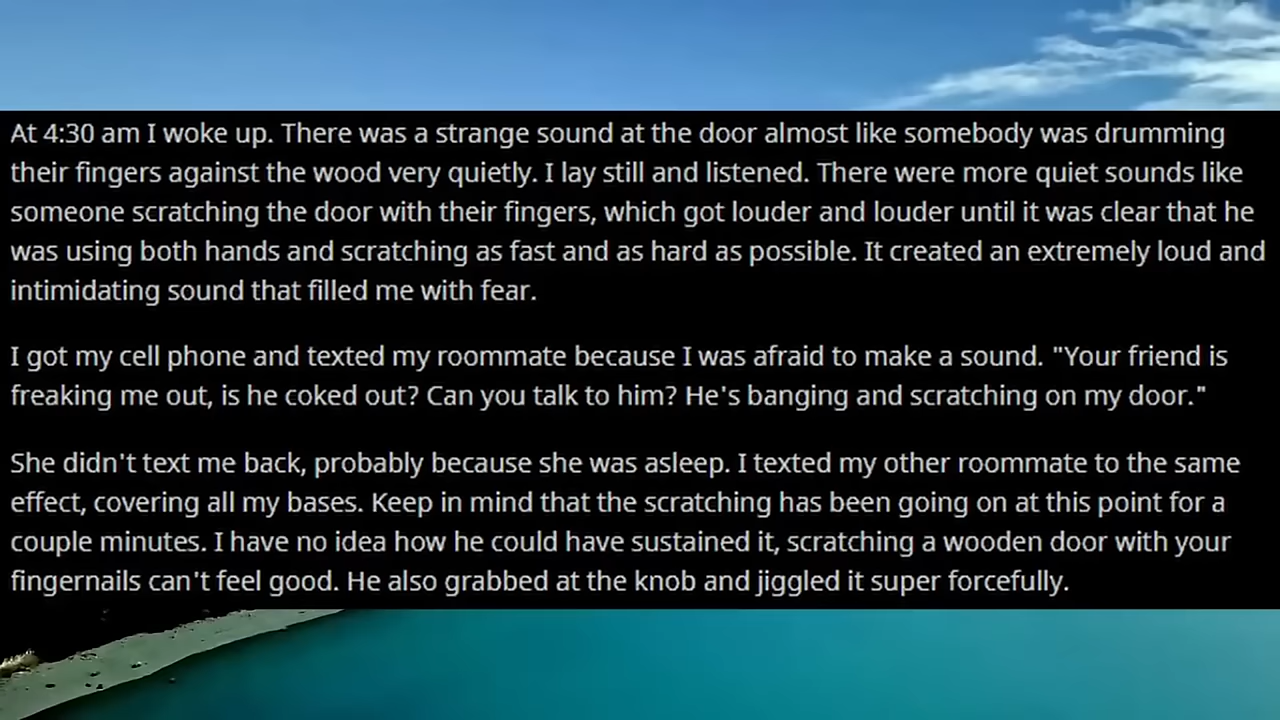 At 4:30 am I woke up. There was a strange sound at the door almost like somebody was drumming
their fingers against the wood very quietly. I lay still and listened. There were more quiet sounds like
someone scratching the door with their fingers, which got louder and louder until it was clear that he
was using both hands and scratching as fast and as hard as possible. It created an extremely loud and
intimidating sound that filled me with fear.
I got my cell phone and texted my roommate because I was afraid to make a sound. "Your friend is
freaking me out, is he coked out? Can you talk to him? He's banging and scratching on my door."
She didn't text me back, probably because she was asleep. I texted my other roommate to the same
effect, covering all my bases. Keep in mind that the scratching has been going on at this point for a
couple minutes. I have no idea how he could have sustained it, scratching a wooden door with your
fingernails can't feel good. He also grabbed at the knob and jiggled it super forcefully.